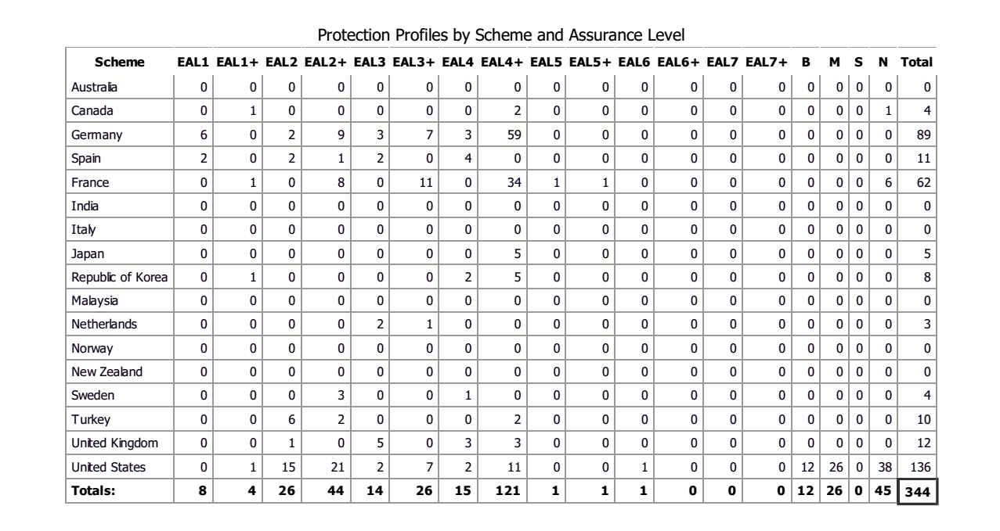 Protection Profiles by Scheme and Assurance Level
Scheme EAL1 EAL1+ EAL2 EAL2+ EAL3 EAL3+ EAL4 EAL4+ EAL5 EAL5+ EAL6 EAL6+ EAL7 EAL7+ B M S N Total
Australia 0 0 0 0 0 0 0 0 0 0 0 0 0 0 0 0 0 0 0
Canada 0 1 0 0 0 0 0 2 0 0 0 0 0 0 0 0 0 1 4
Germany 6 0 2 9 3 7 3 59 0 0 0 0 0 0 0 0 0 0 89
Spain 2 0 2 1 2 0 4 0 0 0 0 0 0 0 0 0 0 0 11
France 0 1 0 8 0 11 0 34 1 1 0 0 0 0 0 0 0 6 62
India 0 0 0 0 0 0 0 0 0 0 0 0 0 0 0 0 0 0 0
Italy 0 0 0 0 0 0 0 0 0 0 0 0 0 0 0 0 0 0 0
Japan 0 0 0 0 0 0 0 5 0 0 0 0 0 0 0 0 0 0 5
Republic of Korea 0 1 0 0 0 0 2 5 0 0 0 0 0 0 0 0 0 0 8
Malaysia 0 0 0 0 0 0 0 0 0 0 0 0 0 0 0 0 0 0 0
Netherlands 0 0 0 0 2 1 0 0 0 0 0 0 0 0 0 0 0 0 3
Norway 0 0 0 0 0 0 0 0 0 0 0 0 0 0 0 0 0 0 0
New Zealand 0 0 0 0 0 0 0 0 0 0 0 0 0 0 0 0 0 0 0
Sweden 0 0 0 3 0 0 1 0 0 0 0 0 0 0 0 0 0 0 4
Turkey 0 0 6 2 0 0 0 2 0 0 0 0 0 0 0 0 0 0 10
United Kingdom 0 0 1 0 5 0 3 3 0 0 0 0 0 0 0 0 0 0 12
United States 0 1 15 21 2 7 2 11 0 0 1 0 0 0 12 26 0 38 136
Totals: 8 4 26 44 14 26 15 121 1 1 1 0 0 0 12 26 0 45 344